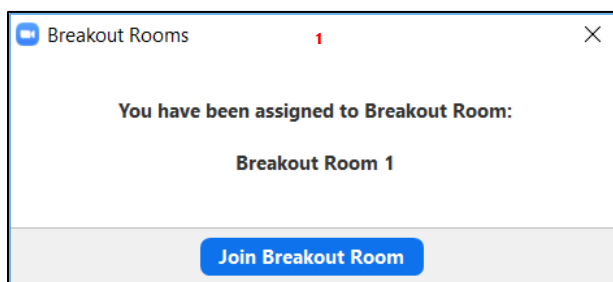 Breakout Rooms 1
You have been assigned to Breakout Room:
Breakout Room 1
Join Breakout Room